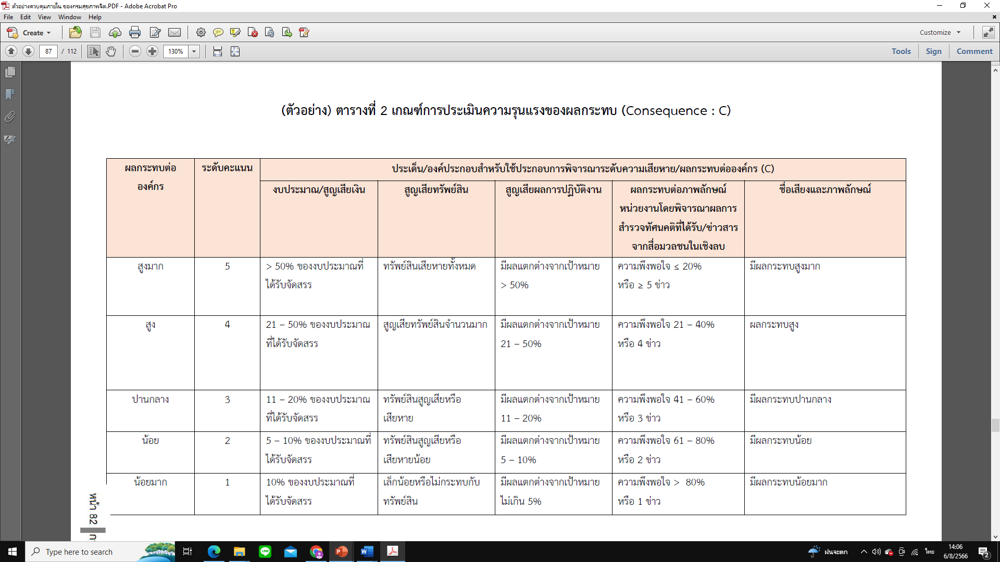 ตัวอย่างควบคุมภายใน ของกรมสุขภาพจิต.PDF - Adobe Acrobat Pro
File Edit View Window Help
Create
Customize
87 / 112
130%
Tools Sign Comment
(ตัวอย่าง) ตารางที่ 2 เกณฑ์การประเมินความรุนแรงของผลกระทบ (Consequence : C)
ผลกระทบต่อ
องค์กร
ระดับคะแนน
ประเด็น/องค์ประกอบสำหรับใช้ประกอบการพิจารณาระดับความเสียหาย/ผลกระทบต่อองค์กร (C)
งบประมาณ/สูญเสียเงิน
สูญเสียทรัพย์สิน
สูญเสียผลการปฏิบัติงาน
ผลกระทบต่อภาพลักษณ์
หน่วยงานโดยพิจารณาผลการ
สำรวจทัศนคติที่ได้รับ/ข่าวสาร
จากสื่อมวลชนในเชิงลบ
ชื่อเสียงและภาพลักษณ์
สูงมาก
5
> 50% ของงบประมาณที่
ได้รับจัดสรร
ทรัพย์สินเสียหายทั้งหมด
มีผลแตกต่างจากเป้าหมาย
> 50%
ความพึงพอใจ ≤ 20%
หรือ ≥ 5 ข่าว
มีผลกระทบสูงมาก
สูง
4
21 – 50% ของงบประมาณ
ที่ได้รับจัดสรร
สูญเสียทรัพย์สินจำนวนมาก
มีผลแตกต่างจากเป้าหมาย
21 – 50%
ความพึงพอใจ 21 – 40%
หรือ 4 ข่าว
ผลกระทบสูง
ปานกลาง
3
11 – 20% ของงบประมาณ
ที่ได้รับจัดสรร
ทรัพย์สินสูญเสียหรือ
เสียหาย
มีผลแตกต่างจากเป้าหมาย
11 – 20%
ความพึงพอใจ 41 – 60%
หรือ 3 ข่าว
มีผลกระทบปานกลาง
น้อย
2
5 – 10% ของงบประมาณที่
ได้รับจัดสรร
ทรัพย์สินสูญเสียหรือ
เสียหายน้อย
มีผลแตกต่างจากเป้าหมาย
5 – 10%
ความพึงพอใจ 61 – 80%
หรือ 2 ข่าว
มีผลกระทบน้อย
น้อยมาก
1
10% ของงบประมาณที่
ได้รับจัดสรร
เล็กน้อยหรือไม่กระทบกับ
ทรัพย์สิน
มีผลแตกต่างจากเป้าหมาย
ไม่เกิน 5%
ความพึงพอใจ > 80%
หรือ 1 ข่าว
มีผลกระทบน้อยมาก
หน้า 82
Type here to search
LINE
ฝนจะตก
ไทย
14:06
6/8/2566
2